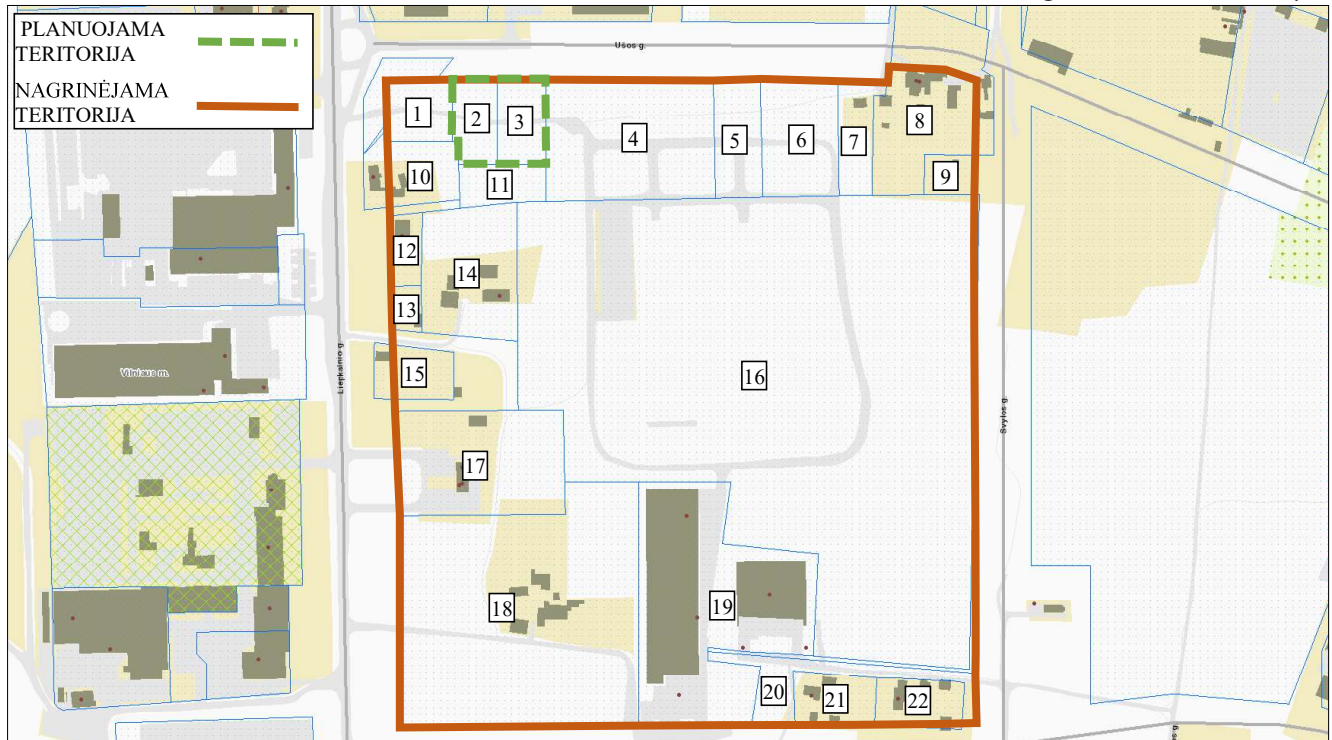 PLANUOJAMA
TERITORIJA
NAGRINĖJAMA
TERITORIJA
Ušos g.
1
2
3
4
5
6
7
8
9
10
11
12
13
14
15
16
17
18
19
20
21
22
Vilniaus m.
Liepkalnio g.
Svylos g.